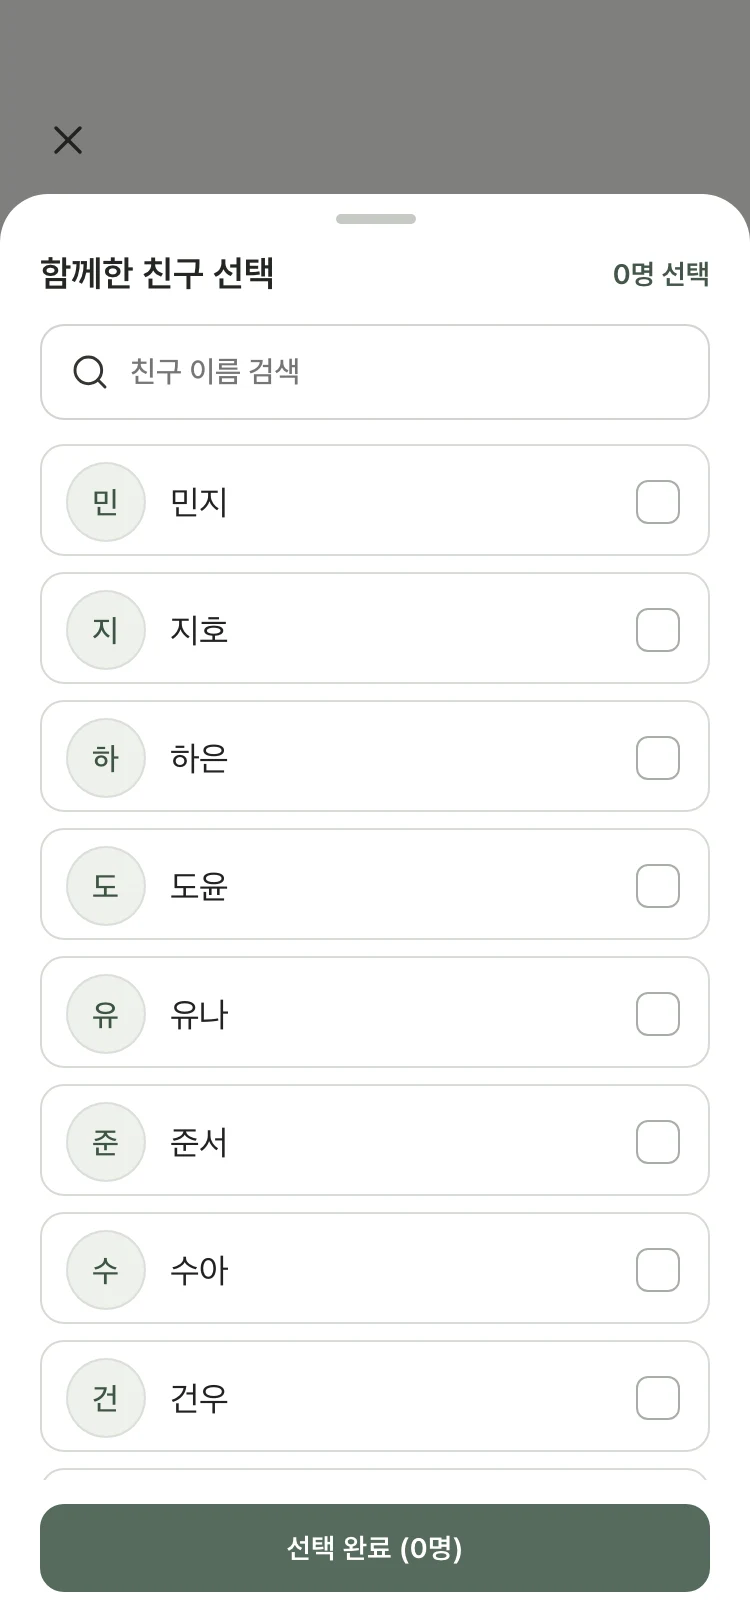 함께한 친구 선택
0명 선택
친구 이름 검색
민 민지
지 지호
하 하은
도 도윤
유 유나
준 준서
수 수아
건 건우
선택 완료 (0명)